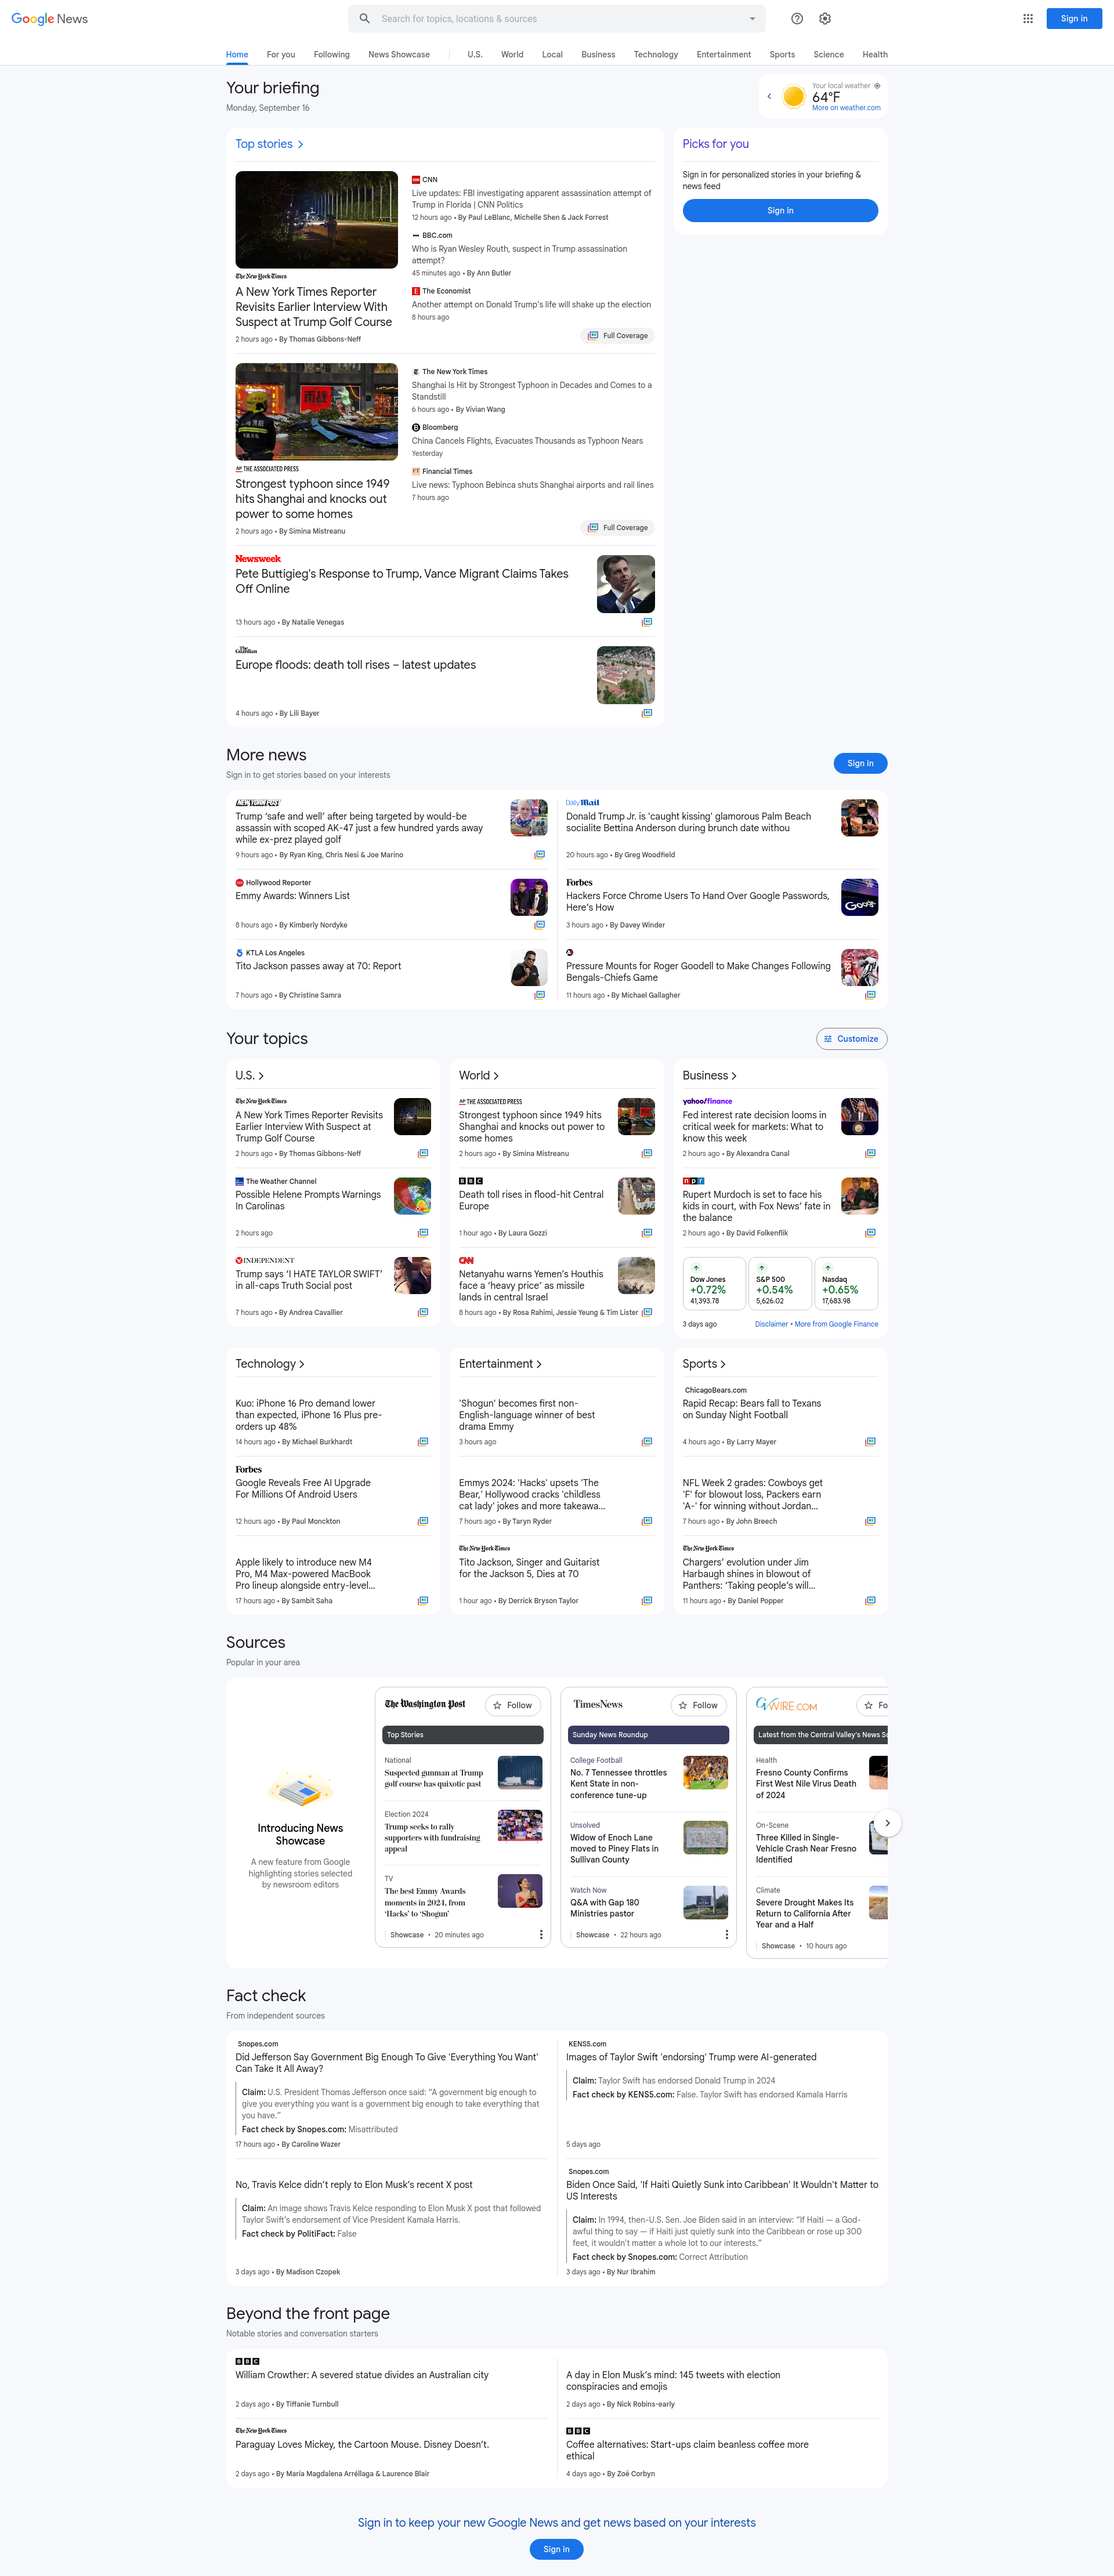 Google News
Search for topics, locations & sources
Sign in
Home
For you
Following
News Showcase
U.S.
World
Local
Business
Technology
Entertainment
Sports
Science
Health
Your briefing
Monday, September 16
Your local weather
64°F
More on weather.com
Top stories
The New York Times
A New York Times Reporter
Revisits Earlier Interview With
Suspect at Trump Golf Course
2 hours ago • By Thomas Gibbons-Neff
CNN
Live updates: FBI investigating apparent assassination attempt of
Trump in Florida | CNN Politics
12 hours ago • By Paul LeBlanc, Michelle Shen & Jack Forrest
BBC.com
Who is Ryan Wesley Routh, suspect in Trump assassination
attempt?
45 minutes ago • By Ann Butler
The Economist
Another attempt on Donald Trump's life will shake up the election
8 hours ago
Full Coverage
Picks for you
Sign in for personalized stories in your briefing &
news feed
Sign in
AP THE ASSOCIATED PRESS
Strongest typhoon since 1949
hits Shanghai and knocks out
power to some homes
2 hours ago • By Simina Mistreanu
The New York Times
Shanghai Is Hit by Strongest Typhoon in Decades and Comes to a
Standstill
6 hours ago • By Vivian Wang
Bloomberg
China Cancels Flights, Evacuates Thousands as Typhoon Nears
Yesterday
Financial Times
Live news: Typhoon Bebinca shuts Shanghai airports and rail lines
7 hours ago
Full Coverage
Newsweek
Pete Buttigieg's Response to Trump, Vance Migrant Claims Takes
Off Online
13 hours ago • By Natalie Venegas
The Guardian
Europe floods: death toll rises – latest updates
4 hours ago • By Lili Bayer
More news
Sign in to get stories based on your interests
Sign in
NEW YORK POST
Trump 'safe and well' after being targeted by would-be
assassin with scoped AK-47 just a few hundred yards away
while ex-prez played golf
9 hours ago • By Ryan King, Chris Nesi & Joe Marino
Daily Mail
Donald Trump Jr. is 'caught kissing' glamorous Palm Beach
socialite Bettina Anderson during brunch date withou
20 hours ago • By Greg Woodfield
Hollywood Reporter
Emmy Awards: Winners List
8 hours ago • By Kimberly Nordyke
Forbes
Hackers Force Chrome Users To Hand Over Google Passwords,
Here's How
3 hours ago • By Davey Winder
KTLA Los Angeles
Tito Jackson passes away at 70: Report
7 hours ago • By Christine Samra
Pressure Mounts for Roger Goodell to Make Changes Following
Bengals-Chiefs Game
11 hours ago • By Michael Gallagher
Your topics
Customize
U.S.
The New York Times
A New York Times Reporter Revisits
Earlier Interview With Suspect at
Trump Golf Course
2 hours ago • By Thomas Gibbons-Neff
The Weather Channel
Possible Helene Prompts Warnings
In Carolinas
2 hours ago
INDEPENDENT
Trump says 'I HATE TAYLOR SWIFT'
in all-caps Truth Social post
7 hours ago • By Andrea Cavallier
World
AP THE ASSOCIATED PRESS
Strongest typhoon since 1949 hits
Shanghai and knocks out power to
some homes
2 hours ago • By Simina Mistreanu
BBC
Death toll rises in flood-hit Central
Europe
1 hour ago • By Laura Gozzi
CNN
Netanyahu warns Yemen's Houthis
face a 'heavy price' as missile
lands in central Israel
8 hours ago • By Rosa Rahimi, Jessie Yeung & Tim Lister
Business
yahoo/finance
Fed interest rate decision looms in
critical week for markets: What to
know this week
2 hours ago • By Alexandra Canal
npr
Rupert Murdoch is set to face his
kids in court, with Fox News' fate in
the balance
2 hours ago • By David Folkenflik
Dow Jones
+0.72%
41,393.78
S&P 500
+0.54%
5,626.02
Nasdaq
+0.65%
17,683.98
3 days ago
Disclaimer • More from Google Finance
Technology
Kuo: iPhone 16 Pro demand lower
than expected, iPhone 16 Plus pre-
orders up 48%
14 hours ago • By Michael Burkhardt
Forbes
Google Reveals Free AI Upgrade
For Millions Of Android Users
12 hours ago • By Paul Monckton
Apple likely to introduce new M4
Pro, M4 Max-powered MacBook
Pro lineup alongside entry-level...
17 hours ago • By Sambit Saha
Entertainment
'Shogun' becomes first non-
English-language winner of best
drama Emmy
3 hours ago
Emmys 2024: 'Hacks' upsets 'The
Bear,' Hollywood cracks 'childless
cat lady' jokes and more takeawa...
7 hours ago • By Taryn Ryder
The New York Times
Tito Jackson, Singer and Guitarist
for the Jackson 5, Dies at 70
1 hour ago • By Derrick Bryson Taylor
Sports
ChicagoBears.com
Rapid Recap: Bears fall to Texans
on Sunday Night Football
4 hours ago • By Larry Mayer
NFL Week 2 grades: Cowboys get
'F' for blowout loss, Packers earn
'A-' for winning without Jordan...
7 hours ago • By John Breech
The New York Times
Chargers' evolution under Jim
Harbaugh shines in blowout of
Panthers: 'Taking people's will...
11 hours ago • By Daniel Popper
Sources
Popular in your area
Introducing News
Showcase
A new feature from Google
highlighting stories selected
by newsroom editors
The Washington Post
Follow
Top Stories
National
Suspected gunman at Trump
golf course has quixotic past
Election 2024
Trump seeks to rally
supporters with fundraising
appeal
TV
The best Emmy Awards
moments in 2024, from
'Hacks' to 'Shogun'
Showcase • 20 minutes ago
TimesNews
Follow
Sunday News Roundup
College Football
No. 7 Tennessee throttles
Kent State in non-
conference tune-up
Unsolved
Widow of Enoch Lane
moved to Piney Flats in
Sullivan County
Watch Now
Q&A with Gap 180
Ministries pastor
Showcase • 22 hours ago
GVWIRE.COM
Fo
Latest from the Central Valley's News So
Health
Fresno County Confirms
First West Nile Virus Death
of 2024
On-Scene
Three Killed in Single-
Vehicle Crash Near Fresno
Identified
Climate
Severe Drought Makes Its
Return to California After
Year and a Half
Showcase • 10 hours ago
Fact check
From independent sources
Snopes.com
Did Jefferson Say Government Big Enough To Give 'Everything You Want'
Can Take It All Away?
Claim: U.S. President Thomas Jefferson once said: "A government big enough to
give you everything you want is a government big enough to take everything that
you have."
Fact check by Snopes.com: Misattributed
17 hours ago • By Caroline Wazer
KENS5.com
Images of Taylor Swift 'endorsing' Trump were AI-generated
Claim: Taylor Swift has endorsed Donald Trump in 2024
Fact check by KENS5.com: False. Taylor Swift has endorsed Kamala Harris
5 days ago
No, Travis Kelce didn't reply to Elon Musk's recent X post
Claim: An image shows Travis Kelce responding to Elon Musk X post that followed
Taylor Swift's endorsement of Vice President Kamala Harris.
Fact check by PolitiFact: False
3 days ago • By Madison Czopek
Snopes.com
Biden Once Said, 'If Haiti Quietly Sunk into Caribbean' It Wouldn't Matter to
US Interests
Claim: In 1994, then-U.S. Sen. Joe Biden said in an interview: "If Haiti — a God-
awful thing to say — if Haiti just quietly sunk into the Caribbean or rose up 300
feet, it wouldn't matter a whole lot to our interests."
Fact check by Snopes.com: Correct Attribution
3 days ago • By Nur Ibrahim
Beyond the front page
Notable stories and conversation starters
BBC
William Crowther: A severed statue divides an Australian city
2 days ago • By Tiffanie Turnbull
A day in Elon Musk's mind: 145 tweets with election
conspiracies and emojis
2 days ago • By Nick Robins-early
The New York Times
Paraguay Loves Mickey, the Cartoon Mouse. Disney Doesn't.
2 days ago • By María Magdalena Arréllaga & Laurence Blair
BBC
Coffee alternatives: Start-ups claim beanless coffee more
ethical
4 days ago • By Zoë Corbyn
Sign in to keep your new Google News and get news based on your interests
Sign in